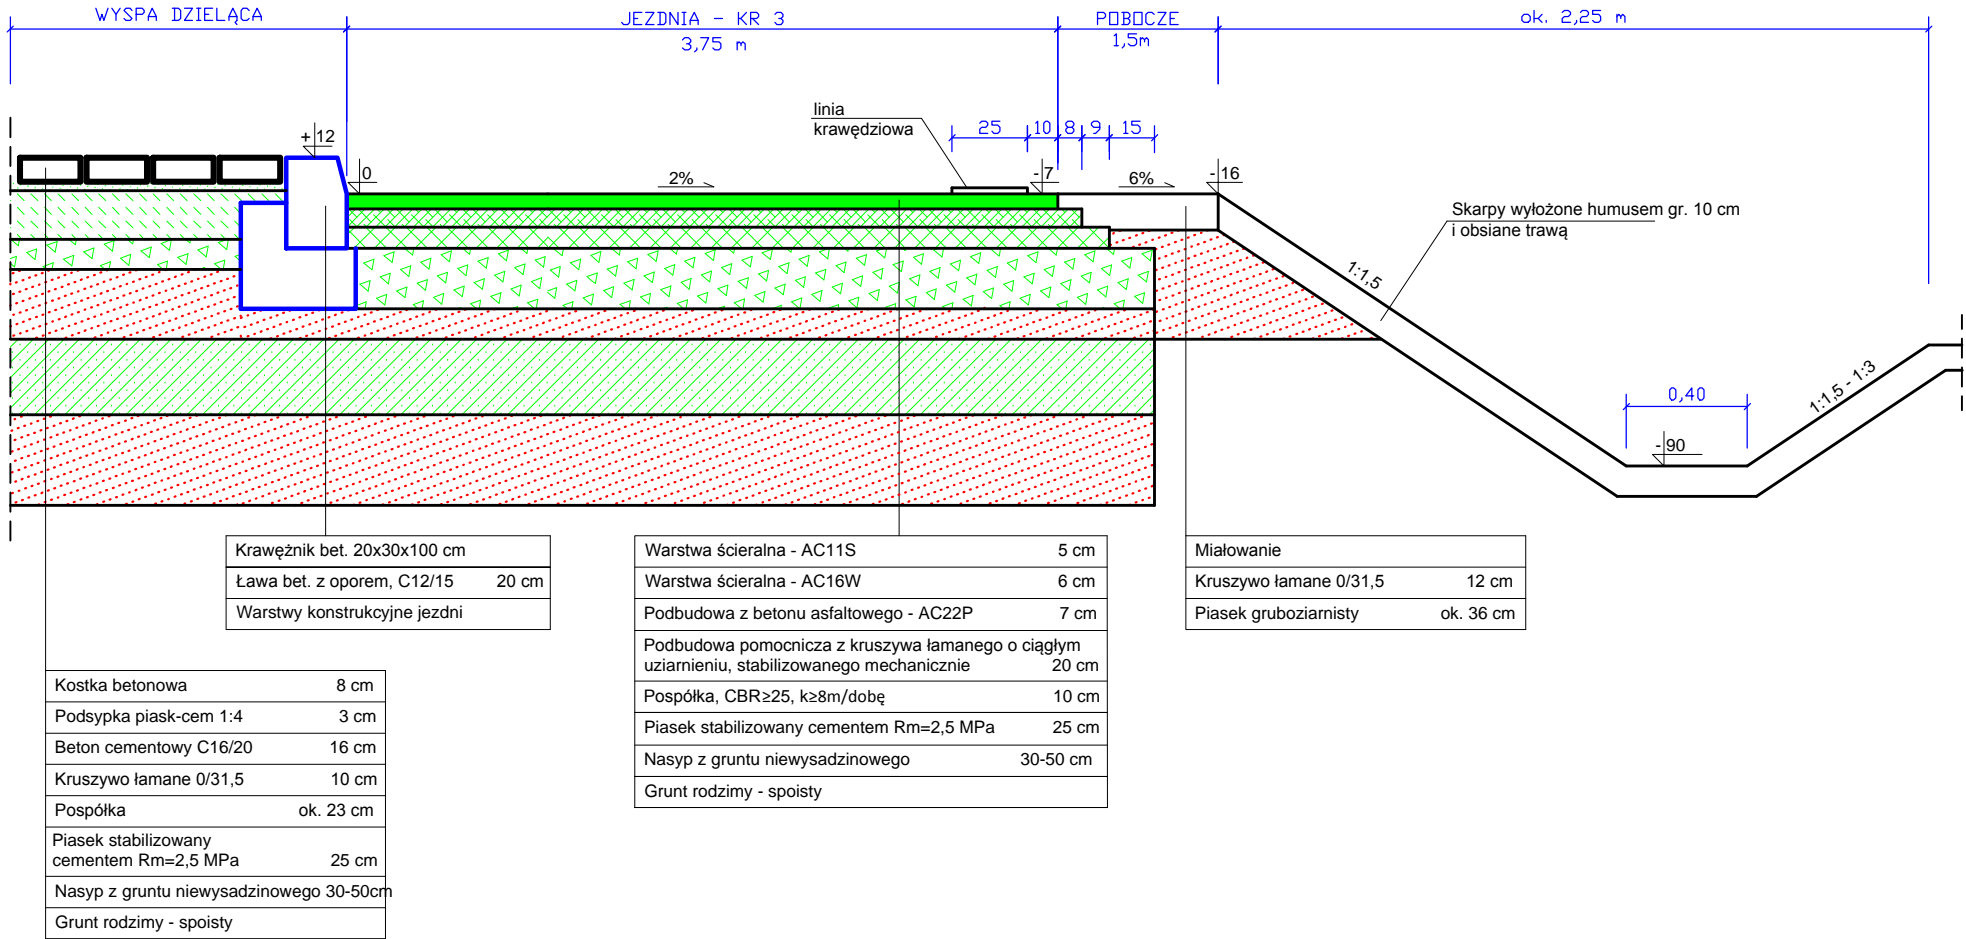 WYSPA DZIELĄCA
JEZDNIA - KR 3
3,75 m
POBOCZE
1,5m
ok. 2,25 m
linia
krawędziowa
25
10
8
9
15
+12
0
2%
-7
6%
-16
Skarpy wyłożone humusem gr. 10 cm
i obsiane trawą
1:1,5
0,40
-90
1:1,5 - 1:3
Krawężnik bet. 20x30x100 cm
Ława bet. z oporem, C12/15 20 cm
Warstwy konstrukcyjne jezdni
Warstwa ścieralna - AC11S 5 cm
Warstwa ścieralna - AC16W 6 cm
Podbudowa z betonu asfaltowego - AC22P 7 cm
Podbudowa pomocnicza z kruszywa łamanego o ciągłym
uziarnieniu, stabilizowanego mechanicznie 20 cm
Pospółka, CBR≥25, k≥8m/dobę 10 cm
Piasek stabilizowany cementem Rm=2,5 MPa 25 cm
Nasyp z gruntu niewysadzinowego 30-50 cm
Grunt rodzimy - spoisty
Miałowanie
Kruszywo łamane 0/31,5 12 cm
Piasek gruboziarnisty ok. 36 cm
Kostka betonowa 8 cm
Podsypka piask-cem 1:4 3 cm
Beton cementowy C16/20 16 cm
Kruszywo łamane 0/31,5 10 cm
Pospółka ok. 23 cm
Piasek stabilizowany
cementem Rm=2,5 MPa 25 cm
Nasyp z gruntu niewysadzinowego 30-50cm
Grunt rodzimy - spoisty